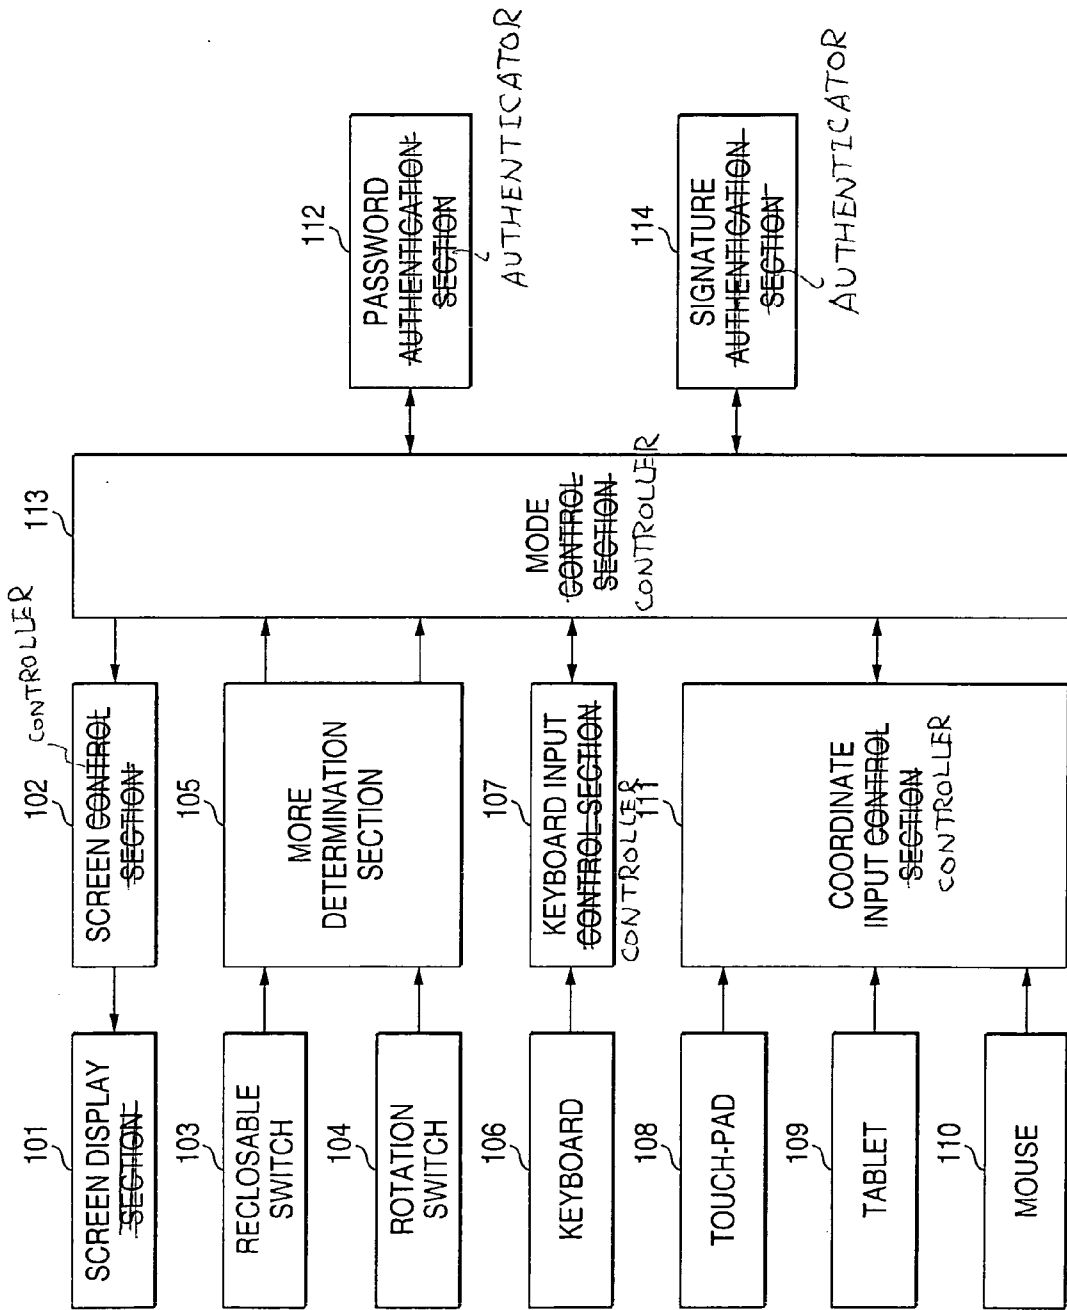 101
SCREEN DISPLAY
SECTION
102
CONTROLLER
SCREEN CONTROL
SECTION
103
RECLOSABLE
SWITCH
104
ROTATION
SWITCH
105
MORE
DETERMINATION
SECTION
106
KEYBOARD
107
KEYBOARD INPUT
CONTROL SECTION
CONTROLLER
108
TOUCH-PAD
109
TABLET
110
MOUSE
111
COORDINATE
INPUT CONTROL
SECTION
CONTROLLER
113
MODE
CONTROL
SECTION
CONTROLLER
112
PASSWORD
AUTHENTICATION
SECTION
AUTHENTICATOR
114
SIGNATURE
AUTHENTICATION
SECTION
AUTHENTICATOR